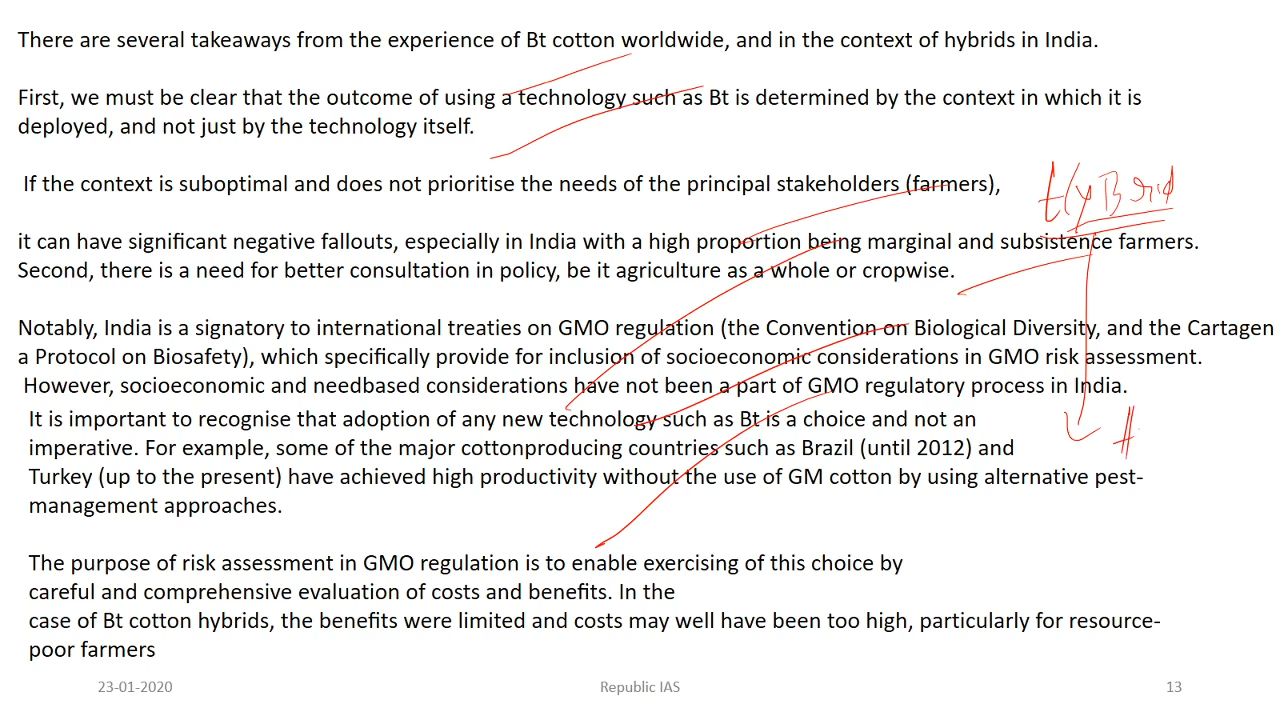 There are several takeaways from the experience of Bt cotton worldwide, and in the context of hybrids in India.
First, we must be clear that the outcome of using a technology such as Bt is determined by the context in which it is
deployed, and not just by the technology itself.
If the context is suboptimal and does not prioritise the needs of the principal stakeholders (farmers),
HyBrid
it can have significant negative fallouts, especially in India with a high proportion being marginal and subsistence farmers.
Second, there is a need for better consultation in policy, be it agriculture as a whole or cropwise.
Notably, India is a signatory to international treaties on GMO regulation (the Convention on Biological Diversity, and the Cartagen
a Protocol on Biosafety), which specifically provide for inclusion of socioeconomic considerations in GMO risk assessment.
However, socioeconomic and needbased considerations have not been a part of GMO regulatory process in India.
It is important to recognise that adoption of any new technology such as Bt is a choice and not an
imperative. For example, some of the major cottonproducing countries such as Brazil (until 2012) and
Turkey (up to the present) have achieved high productivity without the use of GM cotton by using alternative pest-
management approaches.
The purpose of risk assessment in GMO regulation is to enable exercising of this choice by
careful and comprehensive evaluation of costs and benefits. In the
case of Bt cotton hybrids, the benefits were limited and costs may well have been too high, particularly for resource-
poor farmers
23-01-2020 Republic IAS 13